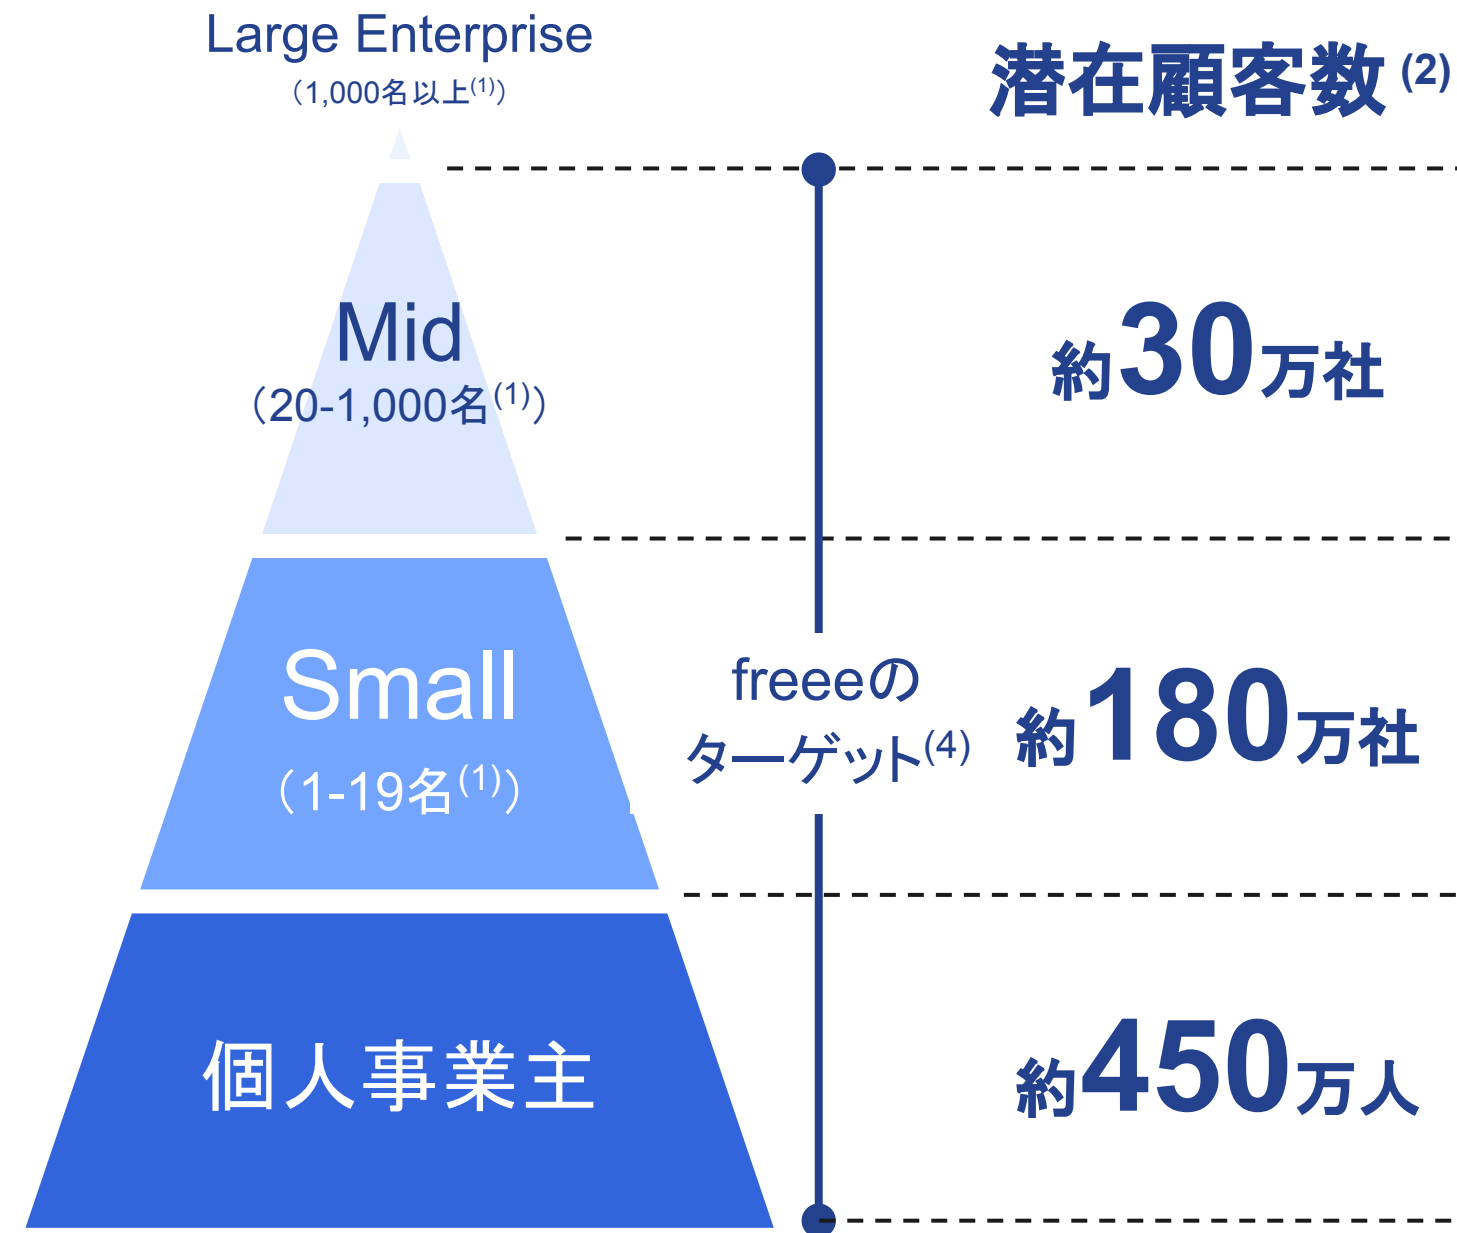 Large Enterprise
（1,000名以上(1)）
潜在顧客数(2)
Mid
（20-1,000名(1)）
約30万社
Small
（1-19名(1)）
freeeの
ターゲット(4)
約180万社
個人事業主
約450万人